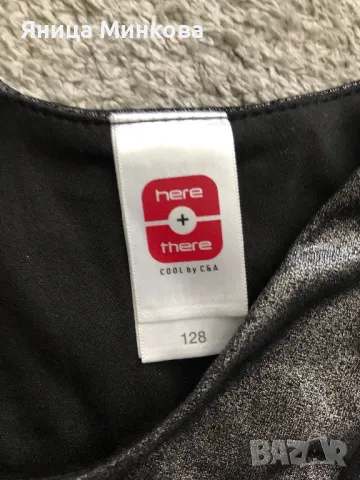 Яница Минкова
here
+
there
COOL by C&A
128
BAZAR